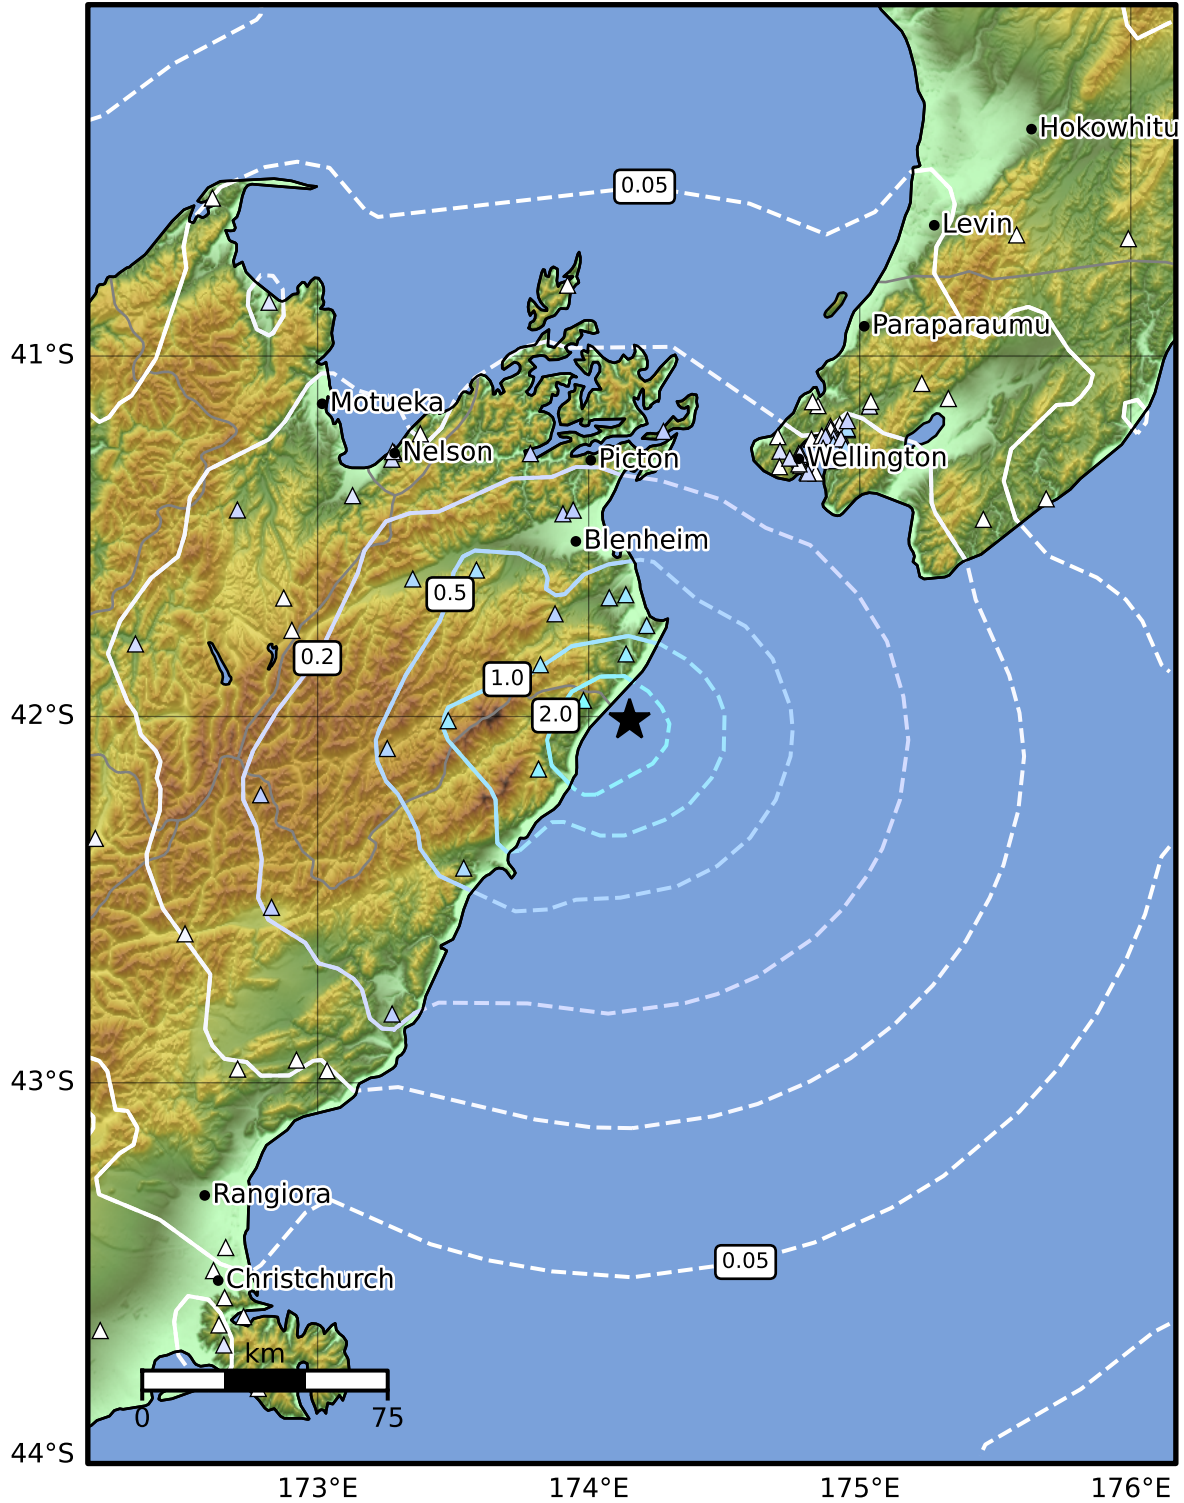 Hokowhitu
0.05
Levin
Paraparaumu
41°S
Motueka
Nelson
Picton
Wellington
Blenheim
0.5
0.2
1.0
2.0
42°S
43°S
Rangiora
0.05
Christchurch
km
0
75
44°S
173°E
174°E
175°E
176°E